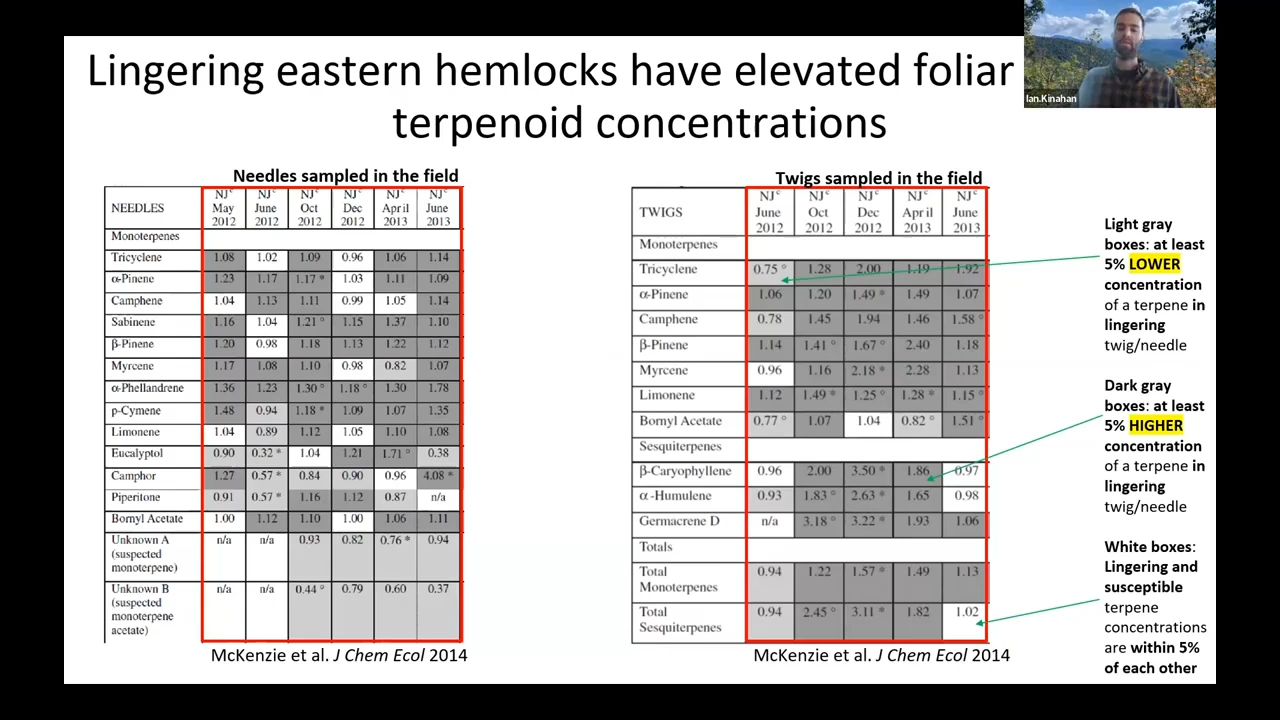 Lingering eastern hemlocks have elevated foliar
terpenoid concentrations
Ian.Kinahan
Needles sampled in the field
NEEDLES NJᶜ May 2012 NJᶜ June 2012 NJᶜ Oct 2012 NJᶜ Dec 2012 NJᶜ April 2013 NJᶜ June 2013
Monoterpenes
Tricyclene 1.08 1.02 1.09 0.96 1.06 1.14
α-Pinene 1.23 1.17 1.17 * 1.03 1.11 1.09
Camphene 1.04 1.13 1.11 0.99 1.05 1.14
Sabinene 1.16 1.04 1.21 ° 1.15 1.37 1.10
β-Pinene 1.20 0.98 1.18 1.13 1.22 1.12
Myrcene 1.17 1.08 1.10 0.98 0.82 1.07
α-Phellandrene 1.36 1.23 1.30 ° 1.18 ° 1.30 1.78
p-Cymene 1.48 0.94 1.18 * 1.09 1.07 1.35
Limonene 1.04 0.89 1.12 1.05 1.10 1.08
Eucalyptol 0.90 0.32 * 1.04 1.21 1.71 ° 0.38
Camphor 1.27 0.57 * 0.84 0.90 0.96 4.08 *
Piperitone 0.91 0.57 * 1.16 1.12 0.87 n/a
Bornyl Acetate 1.00 1.12 1.10 1.00 1.06 1.11
Unknown A n/a n/a 0.93 0.82 0.76 * 0.94
(suspected
monoterpene)
Unknown B n/a n/a 0.44 ° 0.79 0.60 0.37
(suspected
monoterpene
acetate)
McKenzie et al. J Chem Ecol 2014
Twigs sampled in the field
TWIGS NJᶜ June 2012 NJᶜ Oct 2012 NJᶜ Dec 2012 NJᶜ April 2013 NJᶜ June 2013
Monoterpenes
Tricyclene 0.75 ° 1.28 2.00 1.19 1.92
α-Pinene 1.06 1.20 1.49 * 1.49 1.07
Camphene 0.78 1.45 1.94 1.46 1.58 °
β-Pinene 1.14 1.41 ° 1.67 ° 2.40 1.18
Myrcene 0.96 1.16 2.18 * 2.28 1.13
Limonene 1.12 1.49 * 1.25 ° 1.28 * 1.15 °
Bornyl Acetate 0.77 ° 1.07 1.04 0.82 ° 1.51 °
Sesquiterpenes
β-Caryophyllene 0.96 2.00 3.50 * 1.86 0.97
α-Humulene 0.93 1.83 ° 2.63 * 1.65 0.98
Germacrene D n/a 3.18 ° 3.22 * 1.93 1.06
Totals
Total 0.94 1.22 1.57 * 1.49 1.13
Monoterpenes
Total 0.94 2.45 ° 3.11 * 1.82 1.02
Sesquiterpenes
McKenzie et al. J Chem Ecol 2014
Light gray
boxes: at least
5% LOWER
concentration
of a terpene in
lingering
twig/needle
Dark gray
boxes: at least
5% HIGHER
concentration
of a terpene in
lingering
twig/needle
White boxes:
Lingering and
susceptible
terpene
concentrations
are within 5%
of each other